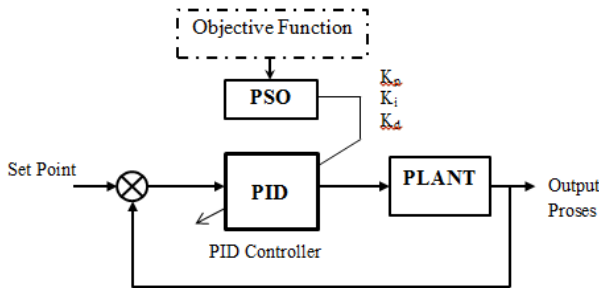 Objective Function
PSO
Kp
Ki
Kd
Set Point
PID
PLANT
Output
Proses
PID Controller